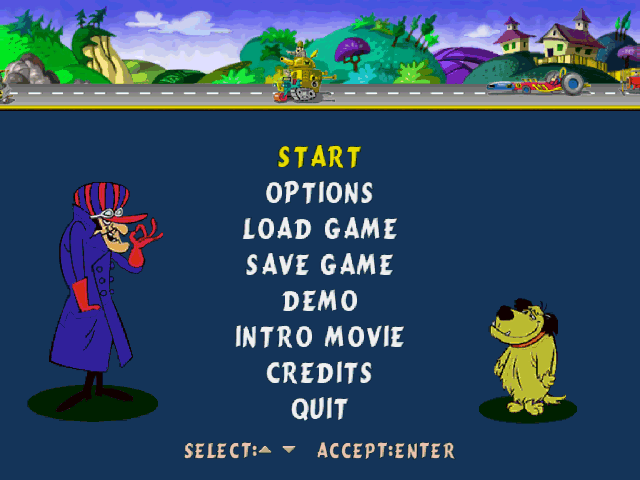 START
OPTIONS
LOAD GAME
SAVE GAME
DEMO
INTRO MOVIE
CREDITS
QUIT
SELECT: ACCEPT:ENTER